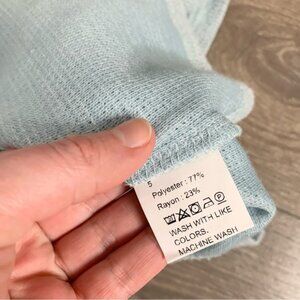 S
Polyester : 77%
Rayon : 23%
WASH WITH LIKE
COLORS.
MACHINE WASH